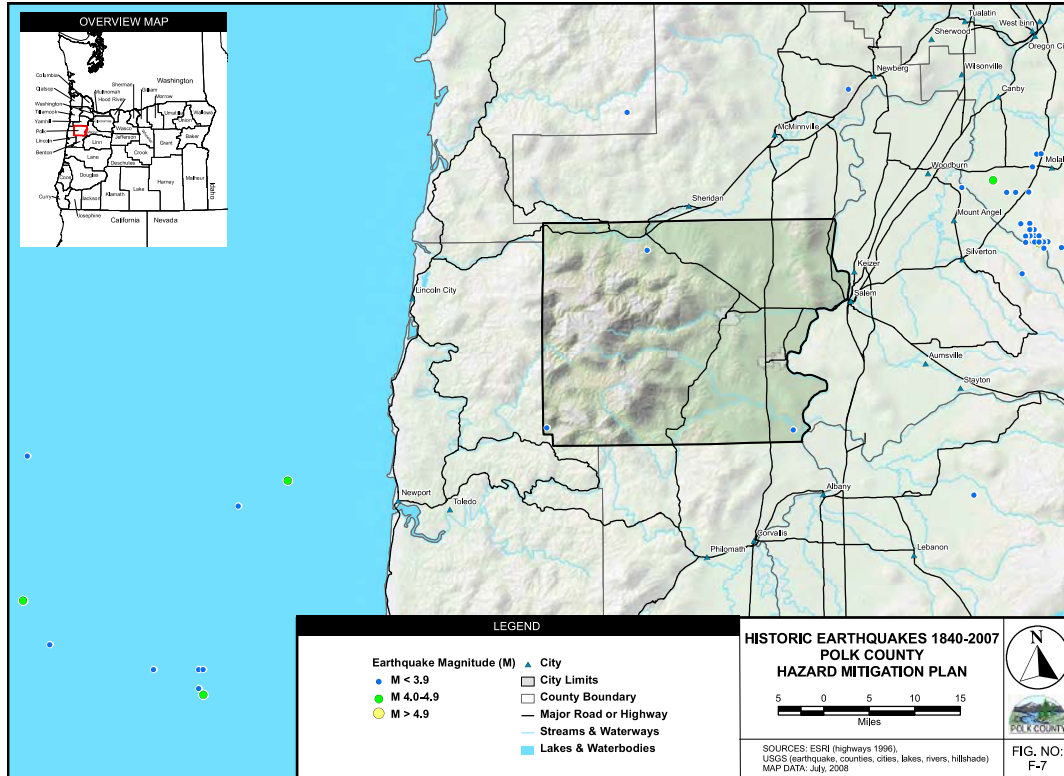 OVERVIEW MAP
Washington
Columbia
Clatsop
Washington
Tillamook
Yamhill
Polk
Lincoln
Benton
Multnomah
Hood River
Sherman
Gilliam
Morrow
Umatilla
Union
Wallowa
Wasco
Jefferson
Linn
Crook
Grant
Baker
Lane
Deschutes
Coos
Douglas
Klamath
Lake
Harney
Malheur
Curry
Jackson
Josephine
Idaho
California
Nevada
Tualatin
West Linn
Sherwood
Oregon Ci
Wilsonville
Newberg
Canby
McMinnville
Woodburn
Molal
Sheridan
Mount Angel
Silverton
Keizer
Lincoln City
Salem
Aumsville
Stayton
Newport
Toledo
Albany
Corvallis
Philomath
Lebanon
LEGEND
Earthquake Magnitude (M)
M < 3.9
M 4.0-4.9
M > 4.9
City
City Limits
County Boundary
Major Road or Highway
Streams & Waterways
Lakes & Waterbodies
HISTORIC EARTHQUAKES 1840-2007
POLK COUNTY
HAZARD MITIGATION PLAN
5 0 5 10 15
Miles
SOURCES: ESRI (highways 1996),
USGS (earthquake, counties, cities, lakes, rivers, hillshade)
MAP DATA: July, 2008
N
POLK COUNTY
FIG. NO:
F-7